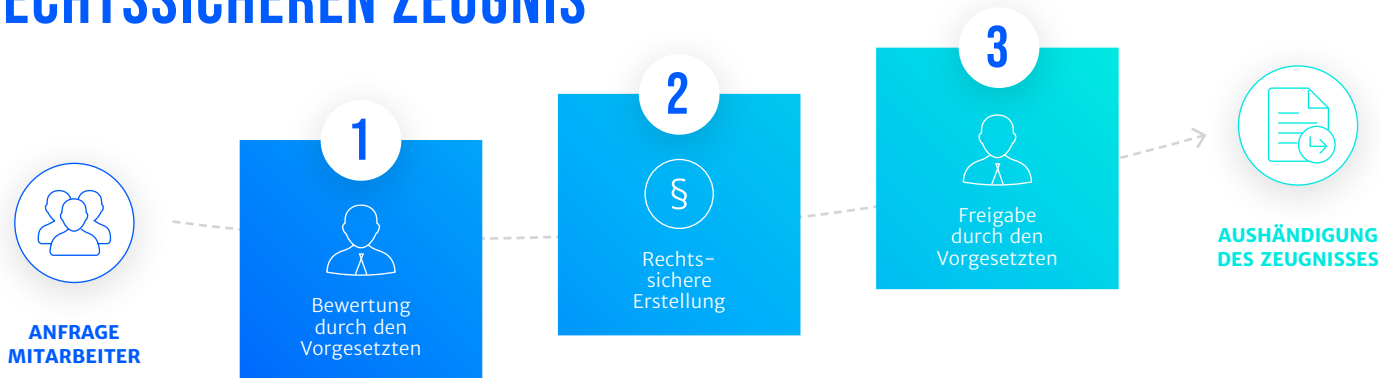 ECHTSSICHEREN ZEUGNIS
ANFRAGE
MITARBEITER
1
Bewertung
durch den
Vorgesetzten
2
§
Rechts-
sichere
Erstellung
3
Freigabe
durch den
Vorgesetzten
AUSHÄNDIGUNG
DES ZEUGNISSES